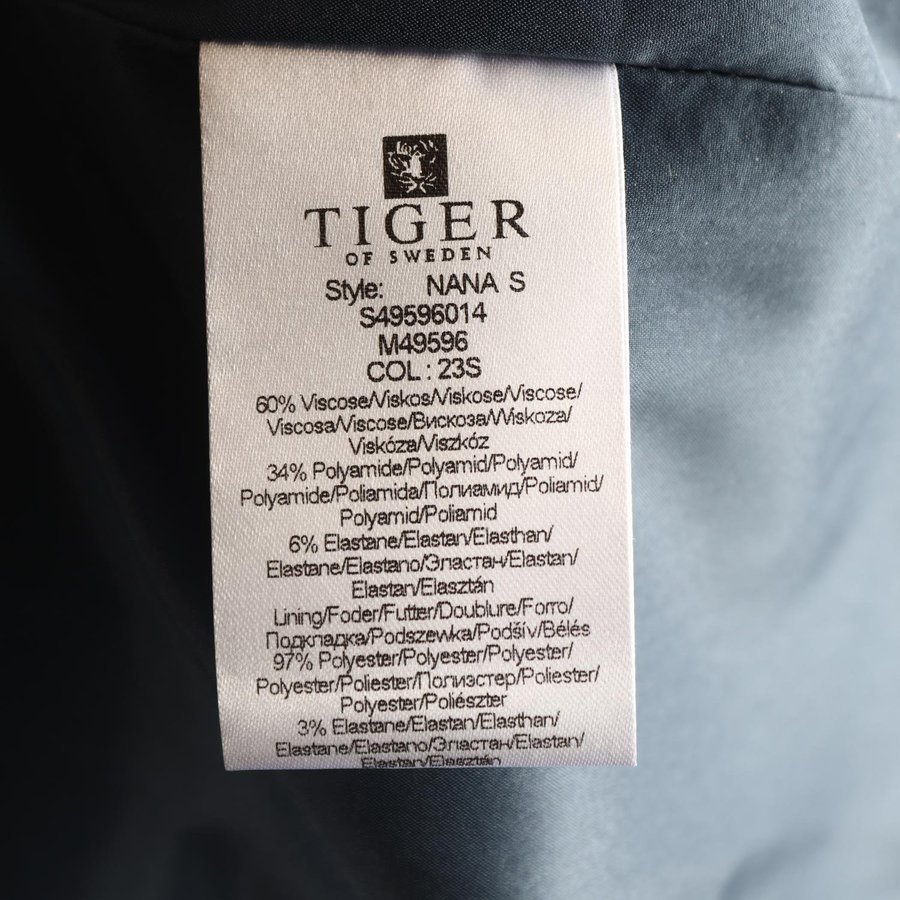 TIGER
OF SWEDEN
Style: NANA S
S49596014
M49596
COL : 23S
60% Viscose/Viskos/Viskose/Viscose/
Viscosa/Viscose/Вискоза/Wiskoza/
Viskóza/Viszkóz
34% Polyamide/Polyamid/Polyamid/
Polyamide/Poliamida/Полиамид/Poliamid/
Polyamid/Poliamid
6% Elastane/Elastan/Elasthan/
Elastane/Elastano/Эластан/Elastan/
Elastan/Elasztán
Lining/Foder/Futter/Doublure/Forro/
Подкладка/Podszewka/Podšív/Bélés
97% Polyester/Polyester/Polyester/
Polyester/Poliester/Полиэстер/Poliester/
Polyester/Poliészter
3% Elastane/Elastan/Elasthan/
Elastane/Elastano/Эластан/Elastan/
Elastan/Elasztán